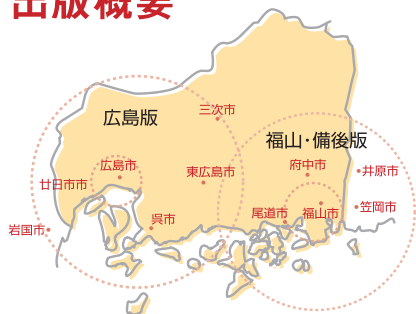 出版概要
広島版
三次市
福山・備後版
広島市
府中市
井原市
東広島市
廿日市市
尾道市
福山市
笠岡市
呉市
岩国市